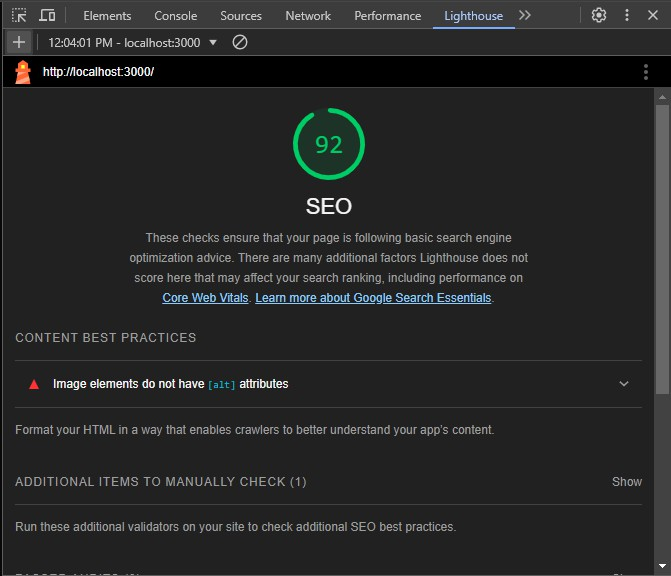 Elements Console Sources Network Performance Lighthouse
12:04:01 PM - localhost:3000
http://localhost:3000/
92
SEO
These checks ensure that your page is following basic search engine
optimization advice. There are many additional factors Lighthouse does not
score here that may affect your search ranking, including performance on
Core Web Vitals. Learn more about Google Search Essentials.
CONTENT BEST PRACTICES
Image elements do not have [alt] attributes
Format your HTML in a way that enables crawlers to better understand your app's content.
ADDITIONAL ITEMS TO MANUALLY CHECK (1) Show
Run these additional validators on your site to check additional SEO best practices.